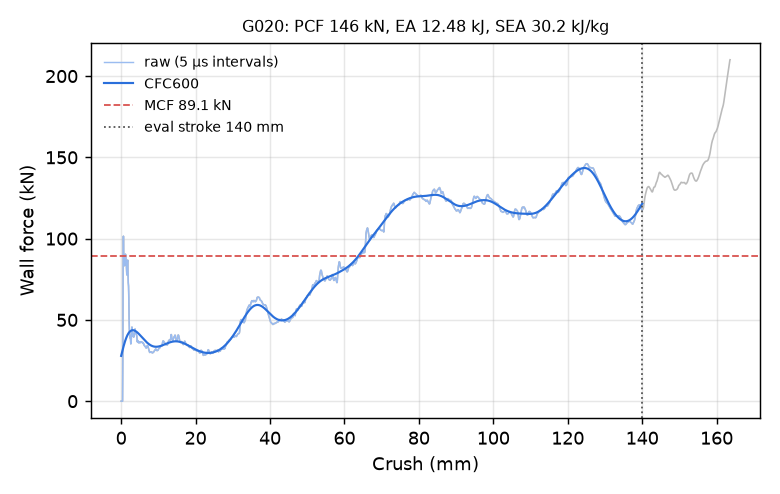 G020: PCF 146 kN, EA 12.48 kJ, SEA 30.2 kJ/kg
raw (5 µs intervals)
CFC600
MCF 89.1 kN
eval stroke 140 mm
Wall force (kN)
200
150
100
50
0
0 20 40 60 80 100 120 140 160
Crush (mm)